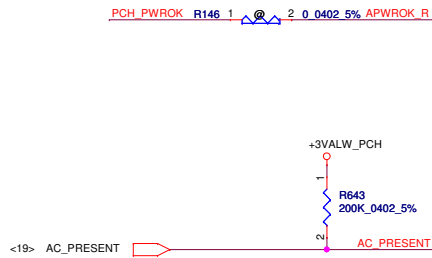 PCH_PWROK R146 1 @ 2 0_0402_5% APWROK_R
+3VALW_PCH
1
R643
200K_0402_5%
2
<19> AC_PRESENT AC_PRESENT